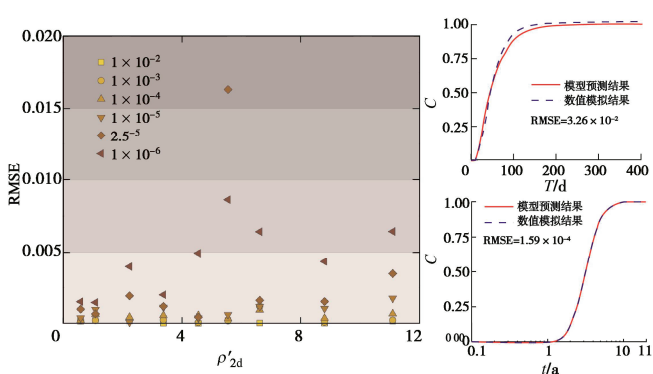 RMSE
0.020
0.015
0.010
0.005
0
4
8
12
ρ′2d
1 × 10⁻²
1 × 10⁻³
1 × 10⁻⁴
1 × 10⁻⁵
2.5⁻⁵
1 × 10⁻⁶
C
1.00
0.75
0.50
0.25
0
100
200
300
400
T/d
模型预测结果
数值模拟结果
RMSE=3.26 × 10⁻²
C
1.00
0.75
0.50
0.25
0.00
0.1
1
10 11
t/a
模型预测结果
数值模拟结果
RMSE=1.59 × 10⁻⁴